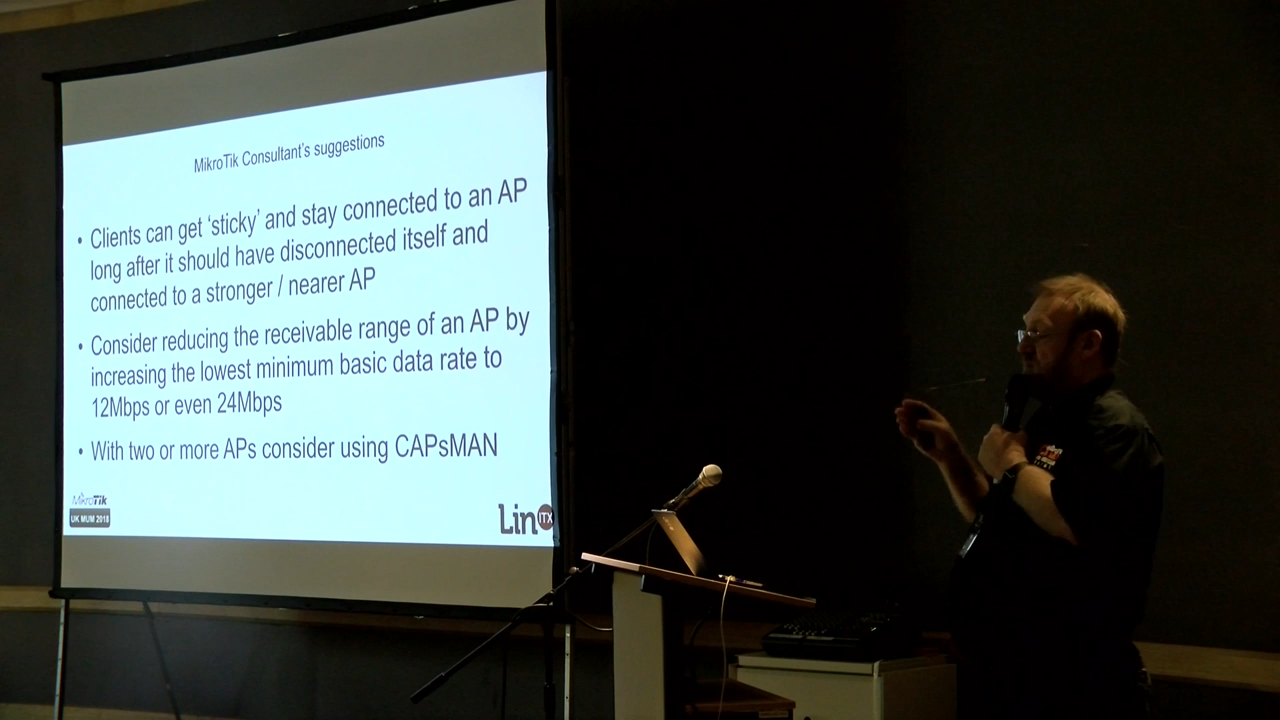 MikroTik Consultant's suggestions
• Clients can get 'sticky' and stay connected to an AP
long after it should have disconnected itself and
connected to a stronger / nearer AP
• Consider reducing the receivable range of an AP by
increasing the lowest minimum basic data rate to
12Mbps or even 24Mbps
• With two or more APs consider using CAPsMAN
MikroTik
UK MUM 2018
Lin ITX